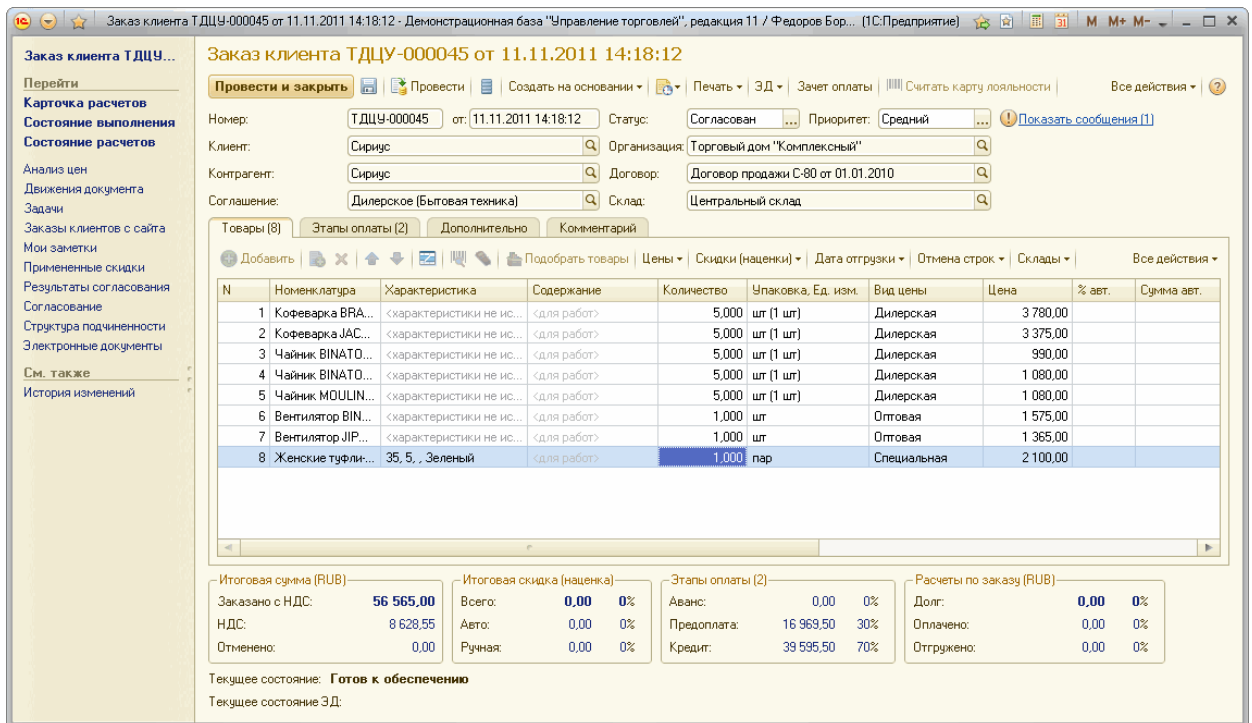 Заказ клиента ТДЦУ-000045 от 11.11.2011 14:18:12 - Демонстрационная база "Управление торговлей", редакция 11 / Федоров Бор... (1С:Предприятие) M M+ M-
Заказ клиента ТДЦУ...
Перейти
Карточка расчетов
Состояние выполнения
Состояние расчетов
Анализ цен
Движения документа
Задачи
Заказы клиентов с сайта
Мои заметки
Примененные скидки
Результаты согласования
Согласование
Структура подчиненности
Электронные документы
См. также
История изменений
Заказ клиента ТДЦУ-000045 от 11.11.2011 14:18:12
Провести и закрыть Провести Создать на основании Печать ЭД Зачет оплаты Считать карту лояльности Все действия
Номер: ТДЦУ-000045 от: 11.11.2011 14:18:12 Статус: Согласован ... Приоритет: Средний ... Показать сообщения (1)
Клиент: Сириус Организация: Торговый дом "Комплексный"
Контрагент: Сириус Договор: Договор продажи С-80 от 01.01.2010
Соглашение: Дилерское (Бытовая техника) Склад: Центральный склад
Товары (8) Этапы оплаты (2) Дополнительно Комментарий
Добавить Подобрать товары Цены Скидки (наценки) Дата отгрузки Отмена строк Склады Все действия
N Номенклатура Характеристика Содержание Количество Упаковка, Ед. изм. Вид цены Цена % авт. Сумма авт.
1 Кофеварка BRA... <характеристики не ис... <для работ> 5,000 шт (1 шт) Дилерская 3 780,00
2 Кофеварка JAC... <характеристики не ис... <для работ> 5,000 шт (1 шт) Дилерская 3 375,00
3 Чайник BINATO... <характеристики не ис... <для работ> 5,000 шт (1 шт) Дилерская 990,00
4 Чайник BINATO... <характеристики не ис... <для работ> 5,000 шт (1 шт) Дилерская 1 080,00
5 Чайник MOULIN... <характеристики не ис... <для работ> 5,000 шт (1 шт) Дилерская 1 080,00
6 Вентилятор BIN... <характеристики не ис... <для работ> 1,000 шт Оптовая 1 575,00
7 Вентилятор JIP... <характеристики не ис... <для работ> 1,000 шт Оптовая 1 365,00
8 Женские туфли-... 35, 5, , Зеленый <для работ> 1,000 пар Специальная 2 100,00
Итоговая сумма (RUB) Итоговая скидка (наценка) Этапы оплаты (2) Расчеты по заказу (RUB)
Заказано с НДС: 56 565,00 Всего: 0,00 0% Аванс: 0,00 0% Долг: 0,00 0%
НДС: 8 628,55 Авто: 0,00 0% Предоплата: 16 969,50 30% Оплачено: 0,00 0%
Отменено: 0,00 Ручная: 0,00 0% Кредит: 39 595,50 70% Отгружено: 0,00 0%
Текущее состояние: Готов к обеспечению
Текущее состояние ЭД: